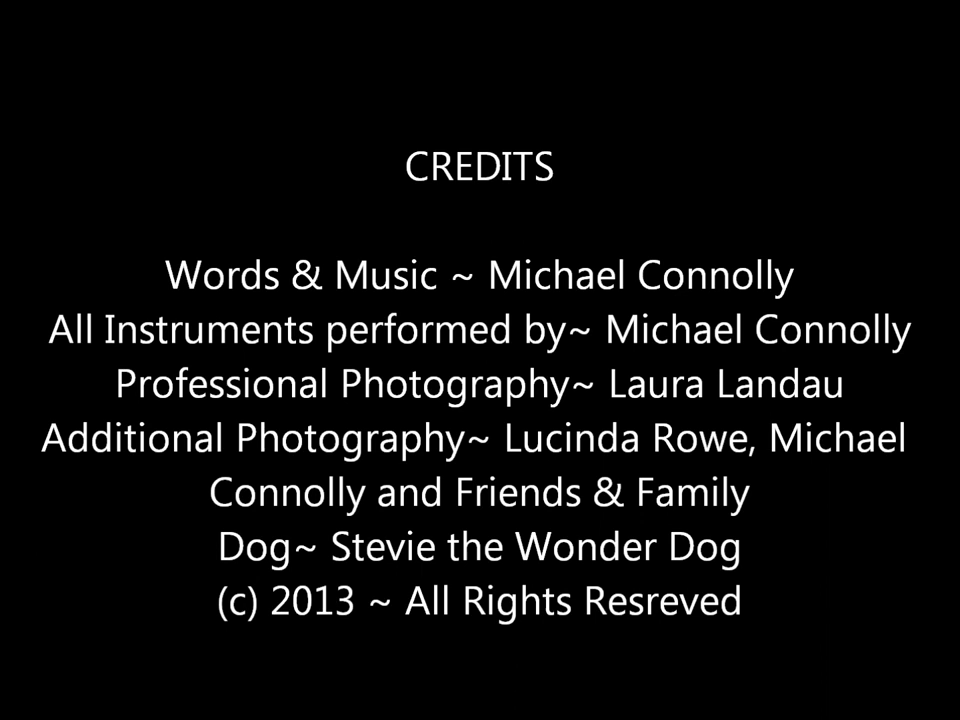 CREDITS
Words & Music ~ Michael Connolly
All Instruments performed by~ Michael Connolly
Professional Photography~ Laura Landau
Additional Photography~ Lucinda Rowe, Michael
Connolly and Friends & Family
Dog~ Stevie the Wonder Dog
(c) 2013 ~ All Rights Resreved